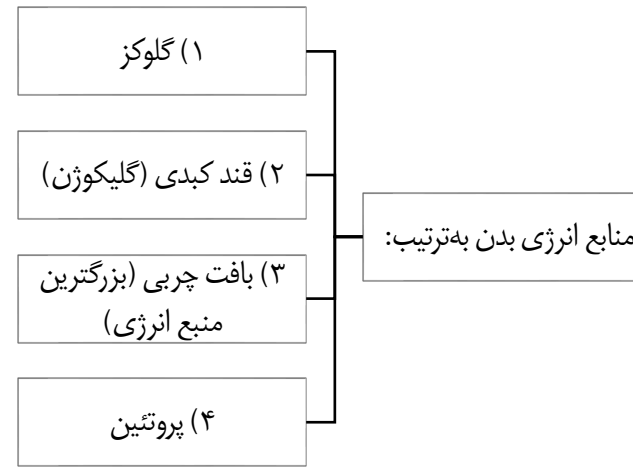 منابع انرژی بدن به‌ترتیب:
۱) گلوکز
۲) قند کبدی (گلیکوژن)
۳) بافت چربی (بزرگترین
منبع انرژی)
۴) پروتئین